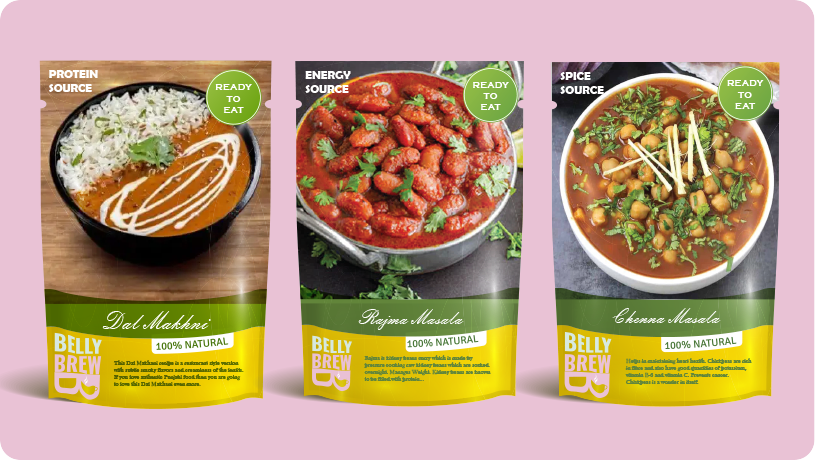 PROTEIN
SOURCE
READY
TO
EAT
Dal Makhni
100% NATURAL
BELLY
BREW
This Dal Makhani recipe is a restaurant style version
with subtle smoky flavors and creaminess of the lentils.
If you love authentic Punjabi food then you are going
to love this Dal Makhani even more.
ENERGY
SOURCE
READY
TO
EAT
Rajma Masala
100% NATURAL
BELLY
BREW
Rajma is kidney beans curry which is made by
pressure cooking raw kidney beans which are soaked
overnight. Manages Weight. Kidney beans are known
to be filled with protein...
SPICE
SOURCE
READY
TO
EAT
Chenna Masala
100% NATURAL
BELLY
BREW
Helps in maintaining heart health. Chickpeas are rich
in fibre and also have good quantities of potassium,
vitamin B-6 and vitamin C. Prevents cancer.
Chickpeas is a wonder in itself!